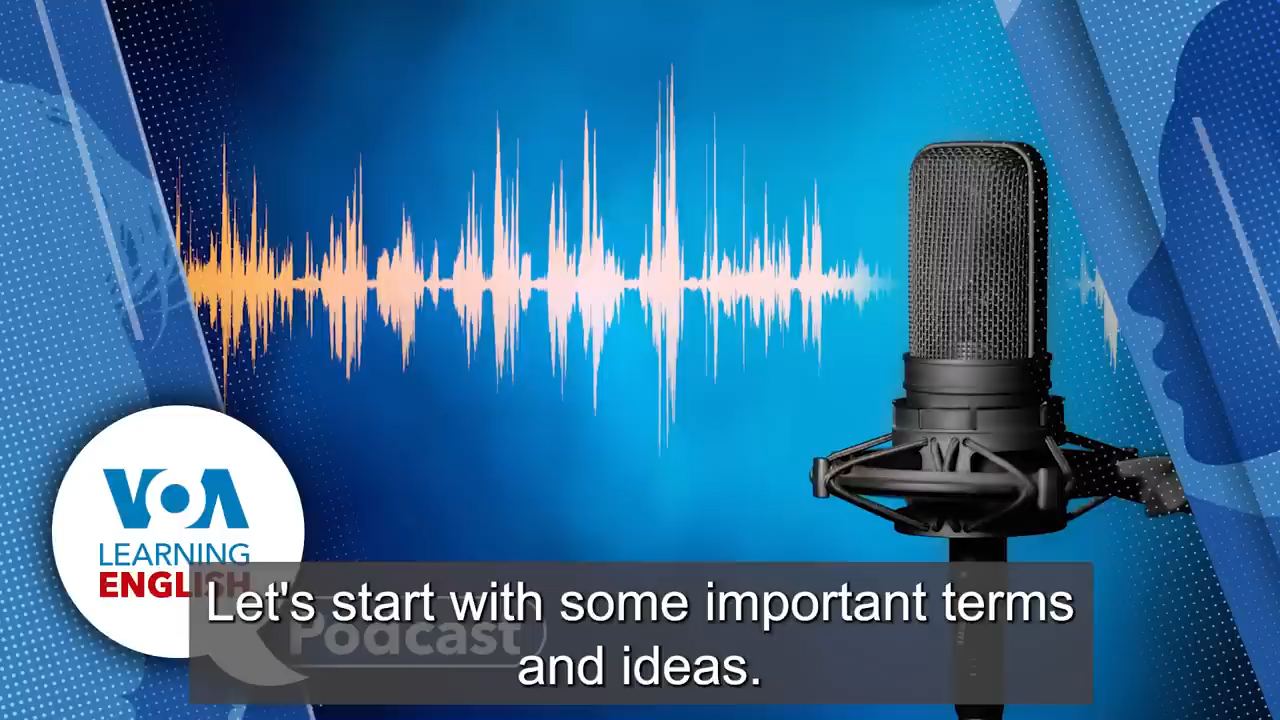 VOA
LEARNING
ENGLISH
Podcast
Let's start with some important terms
and ideas.